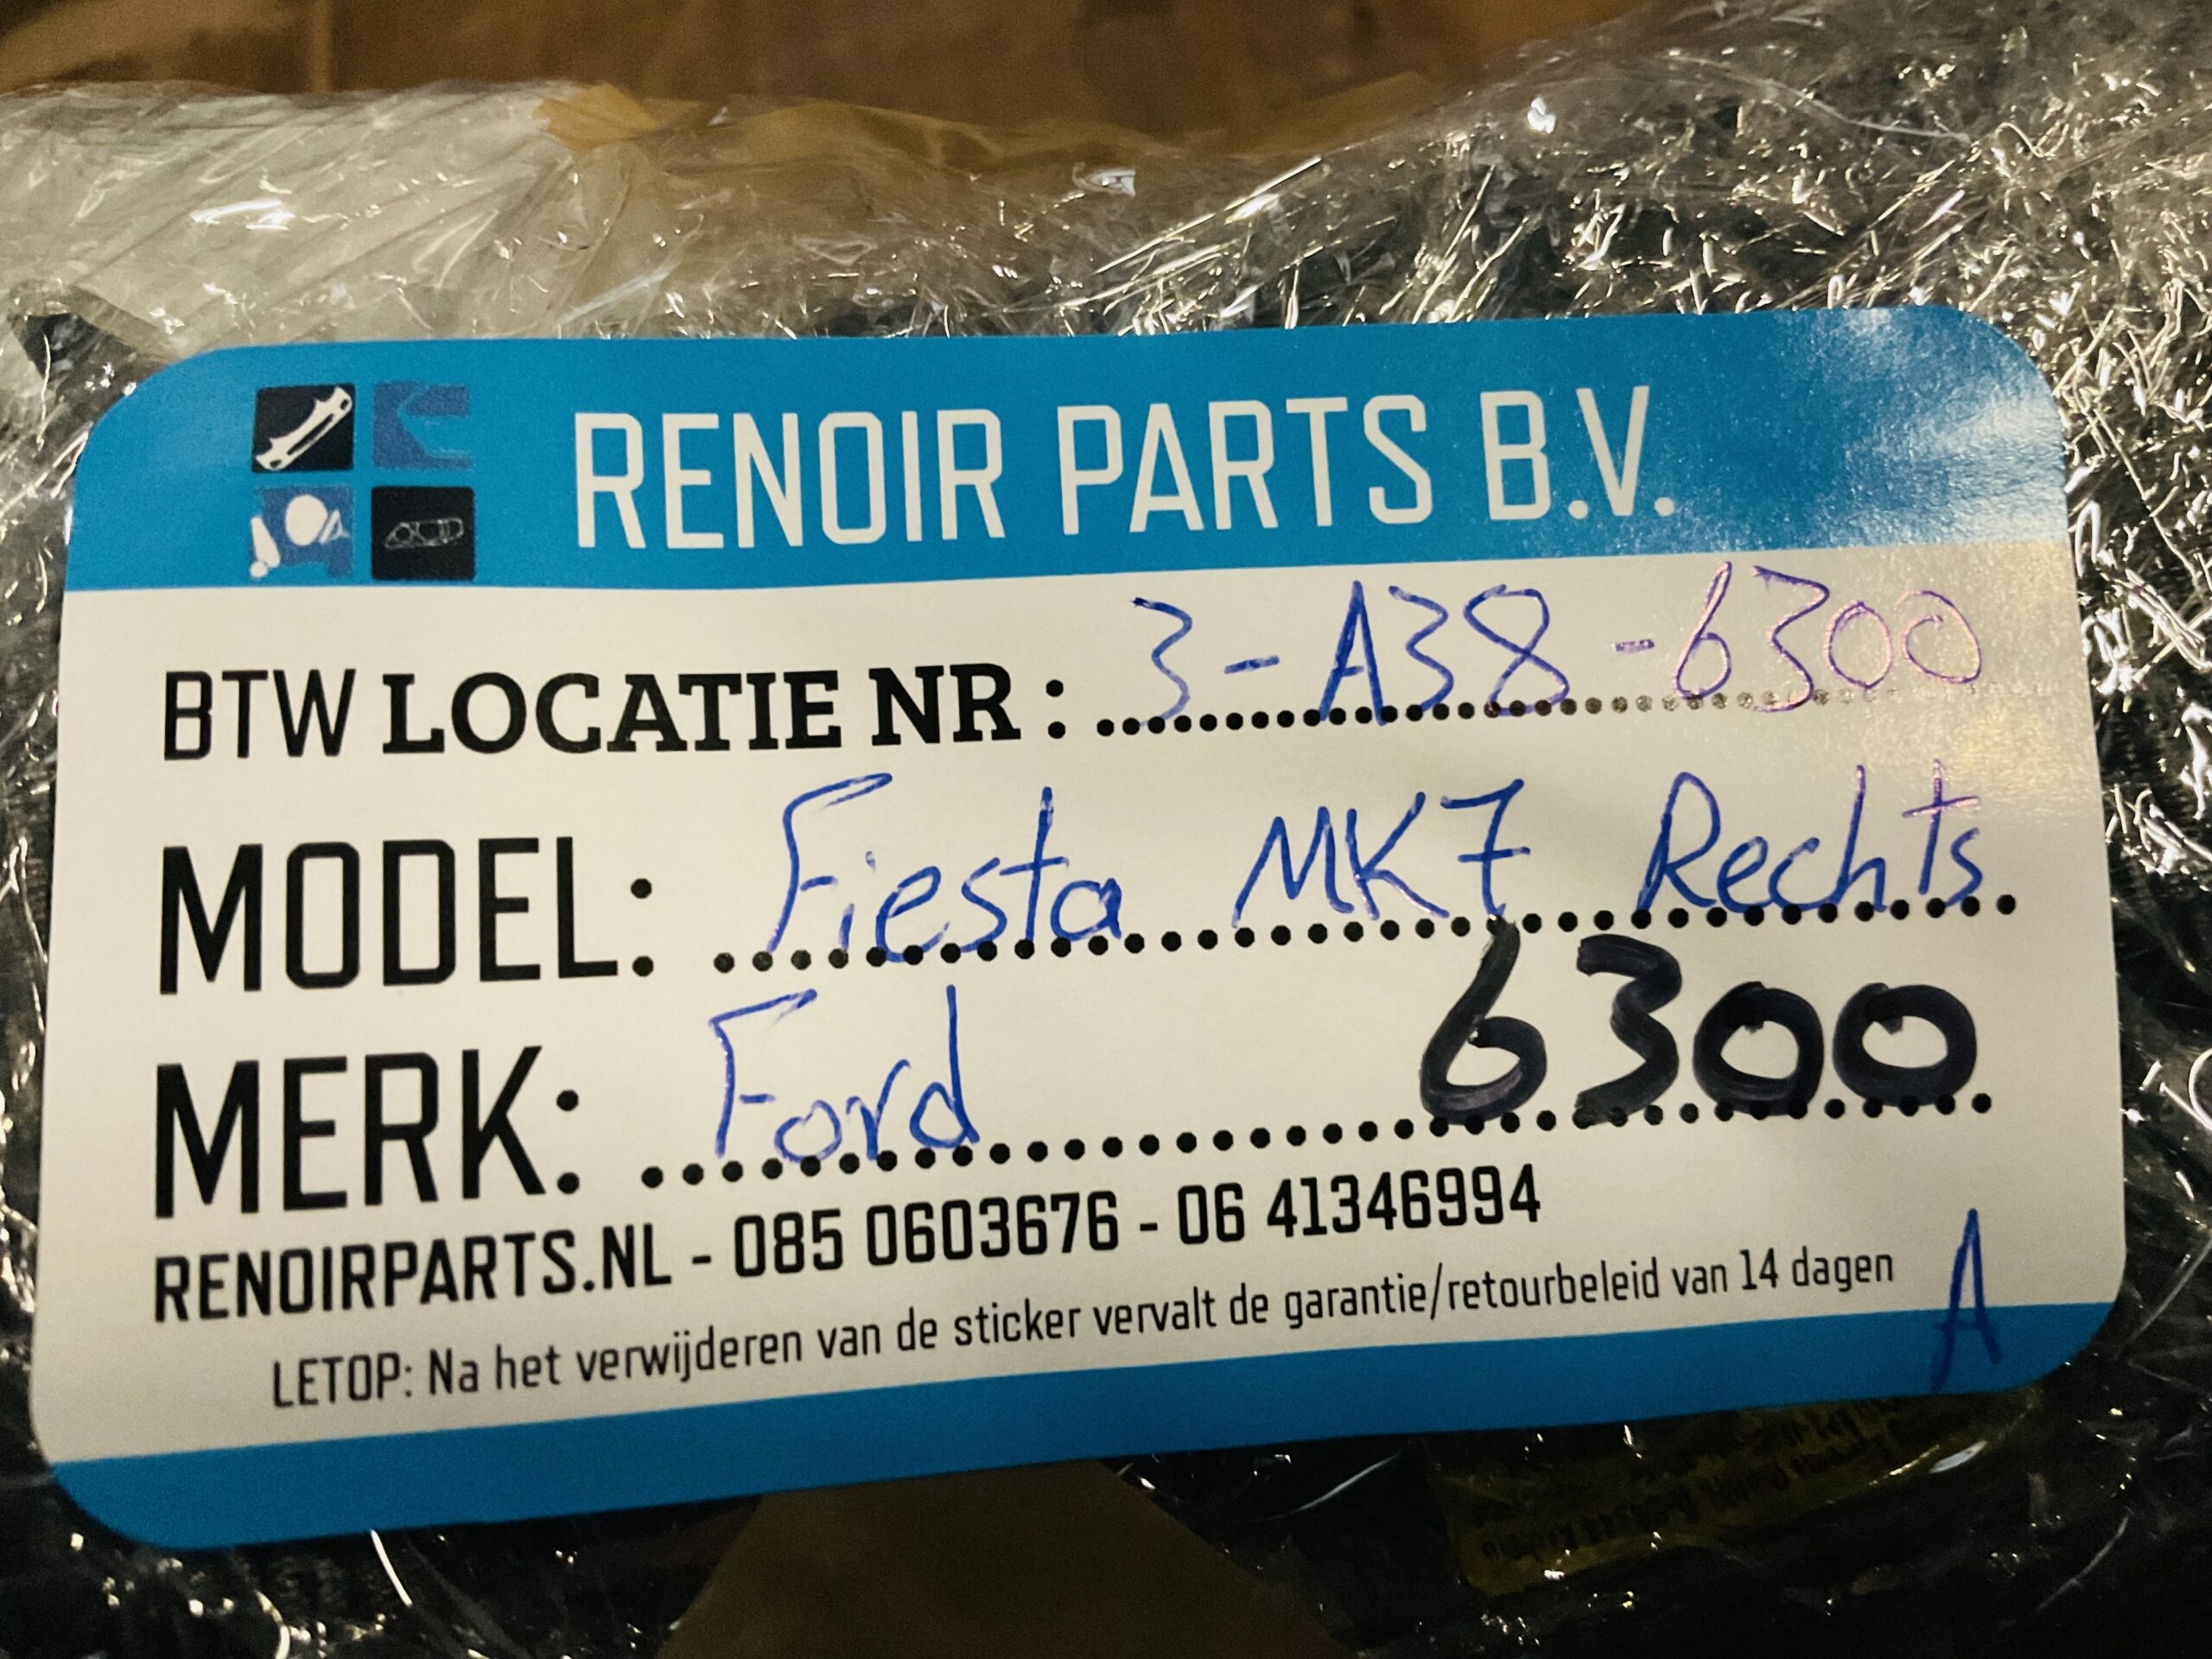 RENOIR PARTS B.V.
BTW LOCATIE NR: 3-A38-6300
MODEL: Fiesta MK7 Rechts
MERK: Ford 6300
RENOIRPARTS.NL - 085 0603676 - 06 41346994
LETOP: Na het verwijderen van de sticker vervalt de garantie/retourbeleid van 14 dagen
A